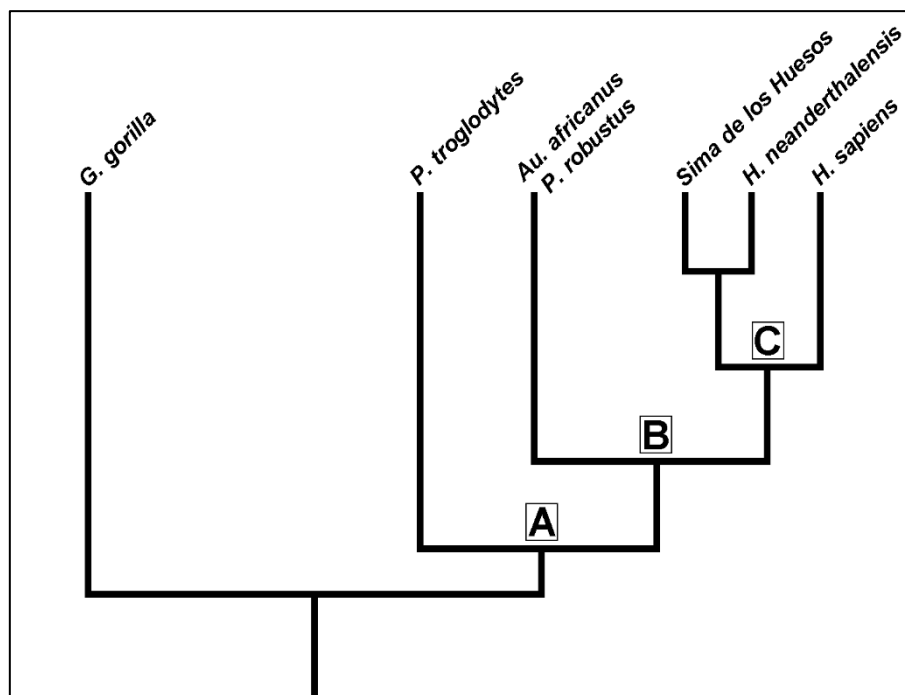 G. gorilla
P. troglodytes
Au. africanus
P. robustus
Sima de los Huesos
H. neanderthalensis
H. sapiens
C
B
A